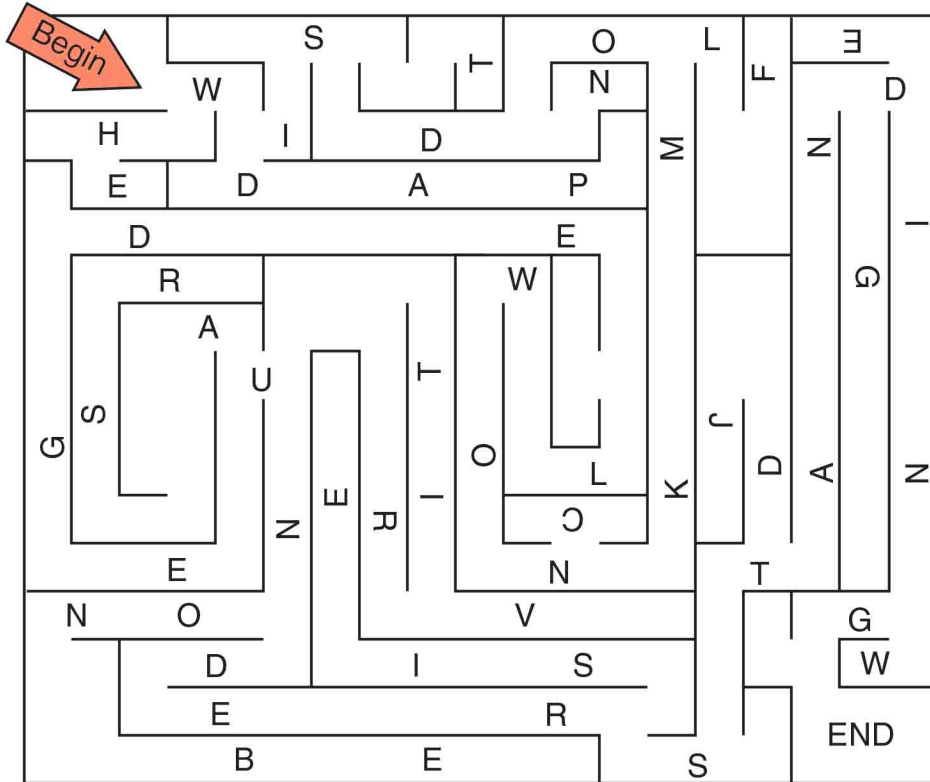 Begin
S T O L F E
W N D
H I D M N
E D A P
D E I
R W G
A
U T J
S
G O L D A N
E I K
N R C
E N T
N O V G
D I S W
E R END
B E S